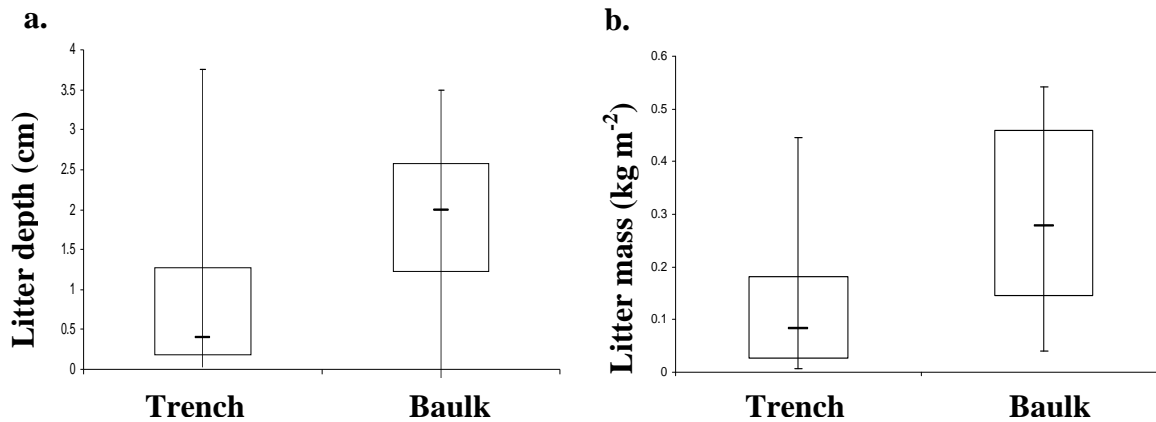 a.
Litter depth (cm)
4
3.5
3
2.5
2
1.5
1
0.5
0
Trench Baulk
b.
Litter mass (kg m⁻²)
0.6
0.5
0.4
0.3
0.2
0.1
0
Trench Baulk